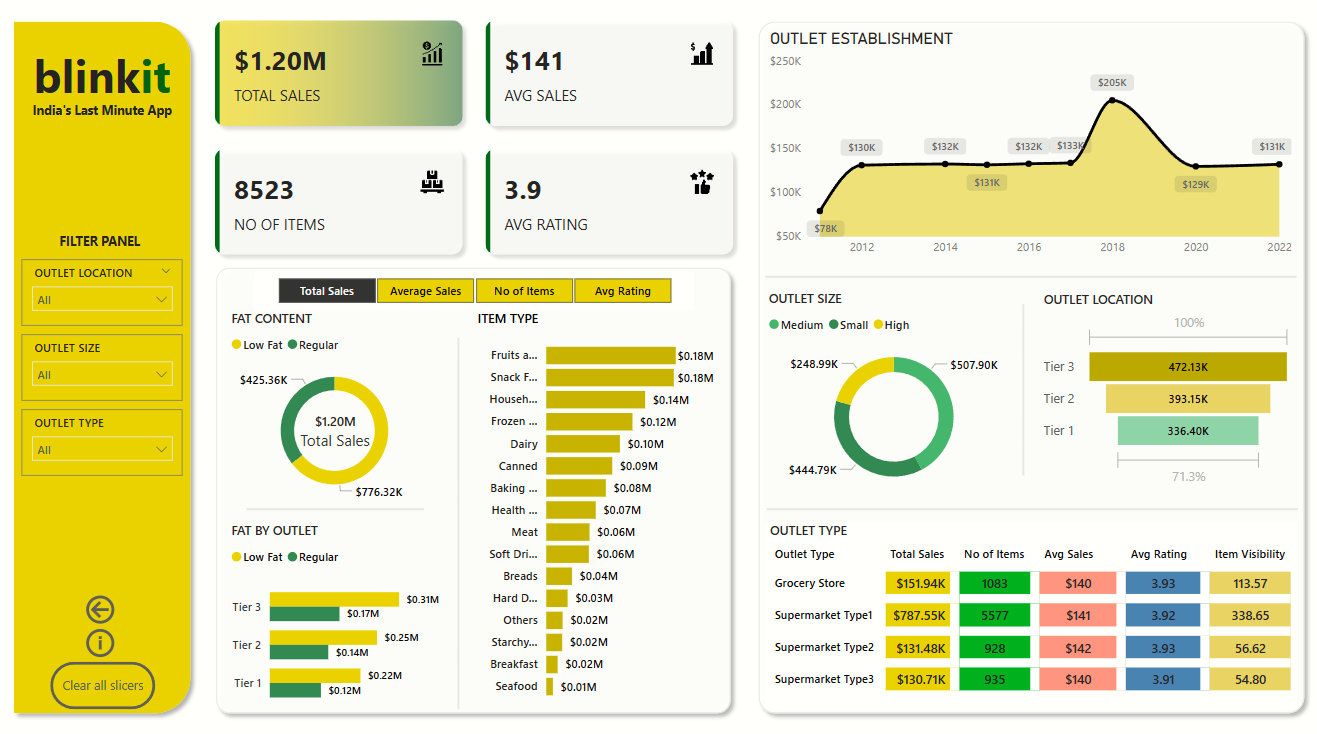 blinkit
India's Last Minute App
FILTER PANEL
OUTLET LOCATION
All
OUTLET SIZE
All
OUTLET TYPE
All
Clear all slicers
$1.20M
TOTAL SALES
$141
AVG SALES
8523
NO OF ITEMS
3.9
AVG RATING
Total Sales Average Sales No of Items Avg Rating
FAT CONTENT
Low Fat Regular
$425.36K
$1.20M
Total Sales
$776.32K
FAT BY OUTLET
Low Fat Regular
Tier 3 $0.31M
$0.17M
Tier 2 $0.25M
$0.14M
Tier 1 $0.22M
$0.12M
ITEM TYPE
Fruits a... $0.18M
Snack F... $0.18M
Househ... $0.14M
Frozen ... $0.12M
Dairy $0.10M
Canned $0.09M
Baking ... $0.08M
Health ... $0.07M
Meat $0.06M
Soft Dri... $0.06M
Breads $0.04M
Hard D... $0.03M
Others $0.02M
Starchy... $0.02M
Breakfast $0.02M
Seafood $0.01M
OUTLET ESTABLISHMENT
$250K
$200K
$150K
$100K
$50K
$78K
$130K
$132K
$131K
$132K
$133K
$205K
$129K
$131K
2012 2014 2016 2018 2020 2022
OUTLET SIZE
Medium Small High
$248.99K
$507.90K
$444.79K
OUTLET LOCATION
100%
Tier 3 472.13K
Tier 2 393.15K
Tier 1 336.40K
71.3%
OUTLET TYPE
Outlet Type Total Sales No of Items Avg Sales Avg Rating Item Visibility
Grocery Store $151.94K 1083 $140 3.93 113.57
Supermarket Type1 $787.55K 5577 $141 3.92 338.65
Supermarket Type2 $131.48K 928 $142 3.93 56.62
Supermarket Type3 $130.71K 935 $140 3.91 54.80